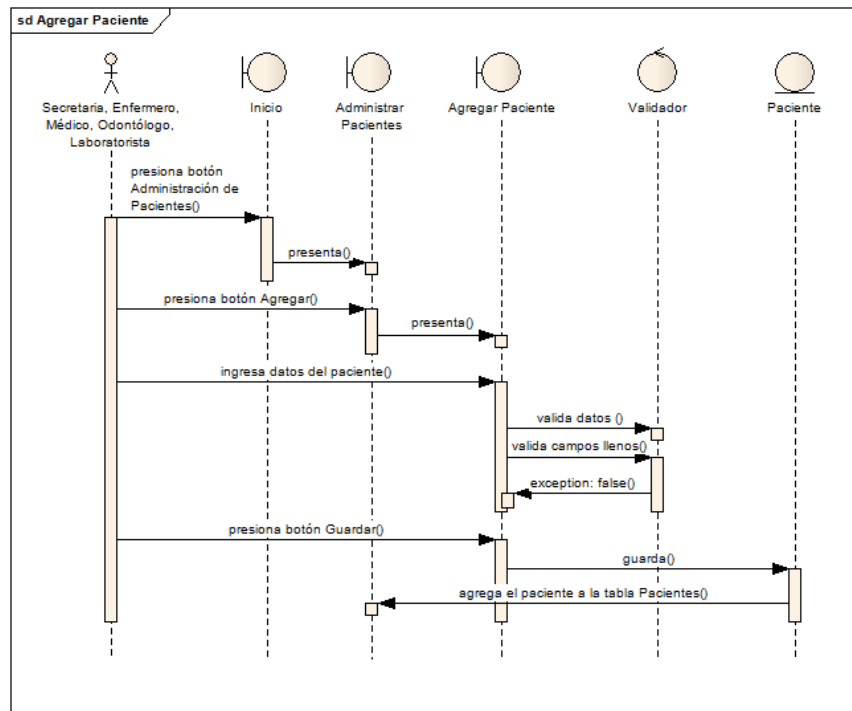 sd Agregar Paciente
Secretaria, Enfermero,
Médico, Odontólogo,
Laboratorista
Inicio
Administrar
Pacientes
Agregar Paciente
Validador
Paciente
presiona botón
Administración de
Pacientes()
presenta()
presiona botón Agregar()
presenta()
ingresa datos del paciente()
valida datos ()
valida campos llenos()
exception: false()
presiona botón Guardar()
guarda()
agrega el paciente a la tabla Pacientes()